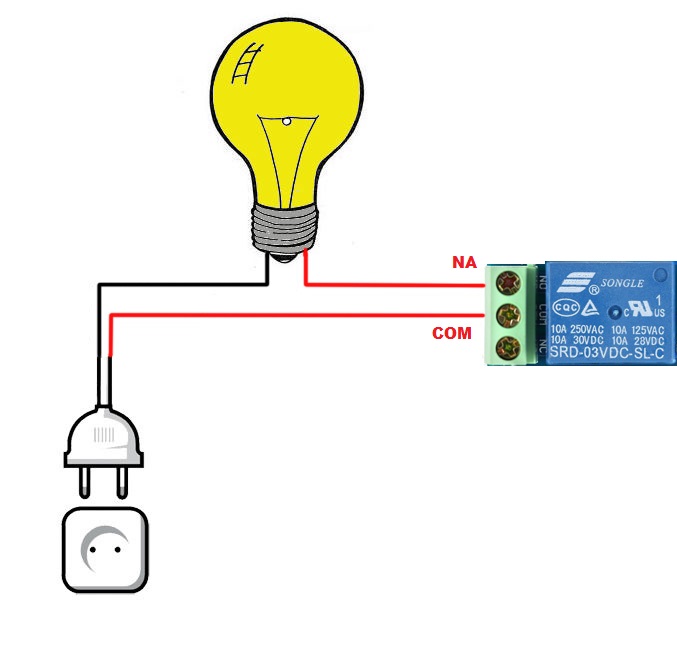 NA
COM
NO
COM
NC
SONGLE
®
CQC
c RU US
1
10A 250VAC 10A 125VAC
10A 30VDC 10A 28VDC
SRD-03VDC-SL-C